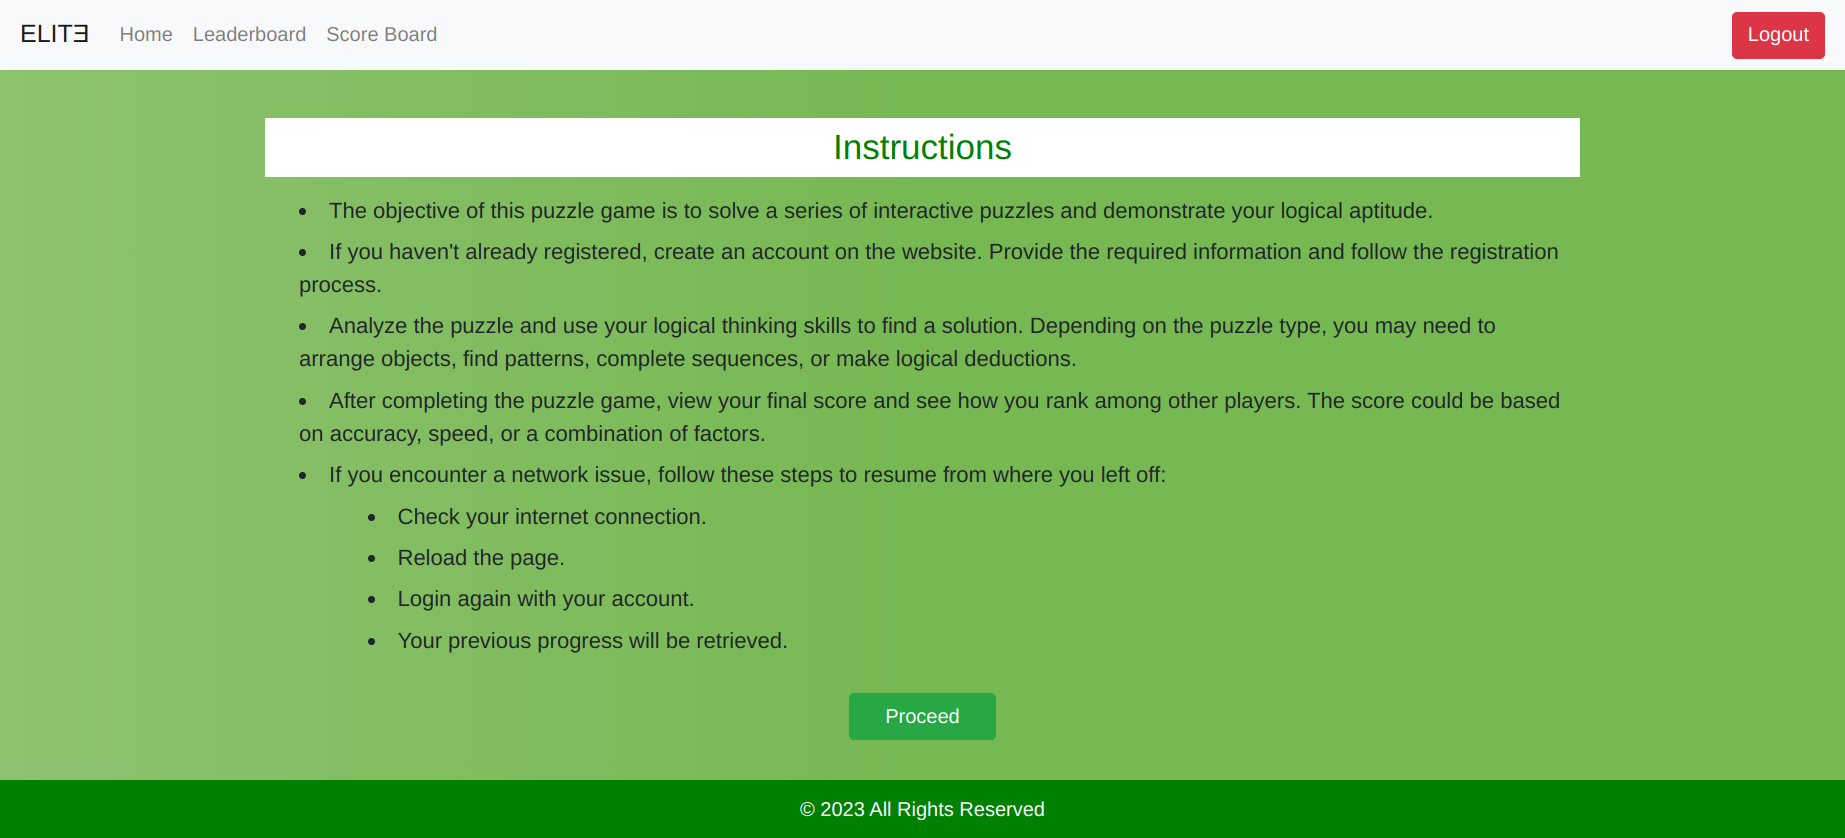 ELITƎ Home Leaderboard Score Board Logout
Instructions
• The objective of this puzzle game is to solve a series of interactive puzzles and demonstrate your logical aptitude.
• If you haven't already registered, create an account on the website. Provide the required information and follow the registration
process.
• Analyze the puzzle and use your logical thinking skills to find a solution. Depending on the puzzle type, you may need to
arrange objects, find patterns, complete sequences, or make logical deductions.
• After completing the puzzle game, view your final score and see how you rank among other players. The score could be based
on accuracy, speed, or a combination of factors.
• If you encounter a network issue, follow these steps to resume from where you left off:
• Check your internet connection.
• Reload the page.
• Login again with your account.
• Your previous progress will be retrieved.
Proceed
© 2023 All Rights Reserved